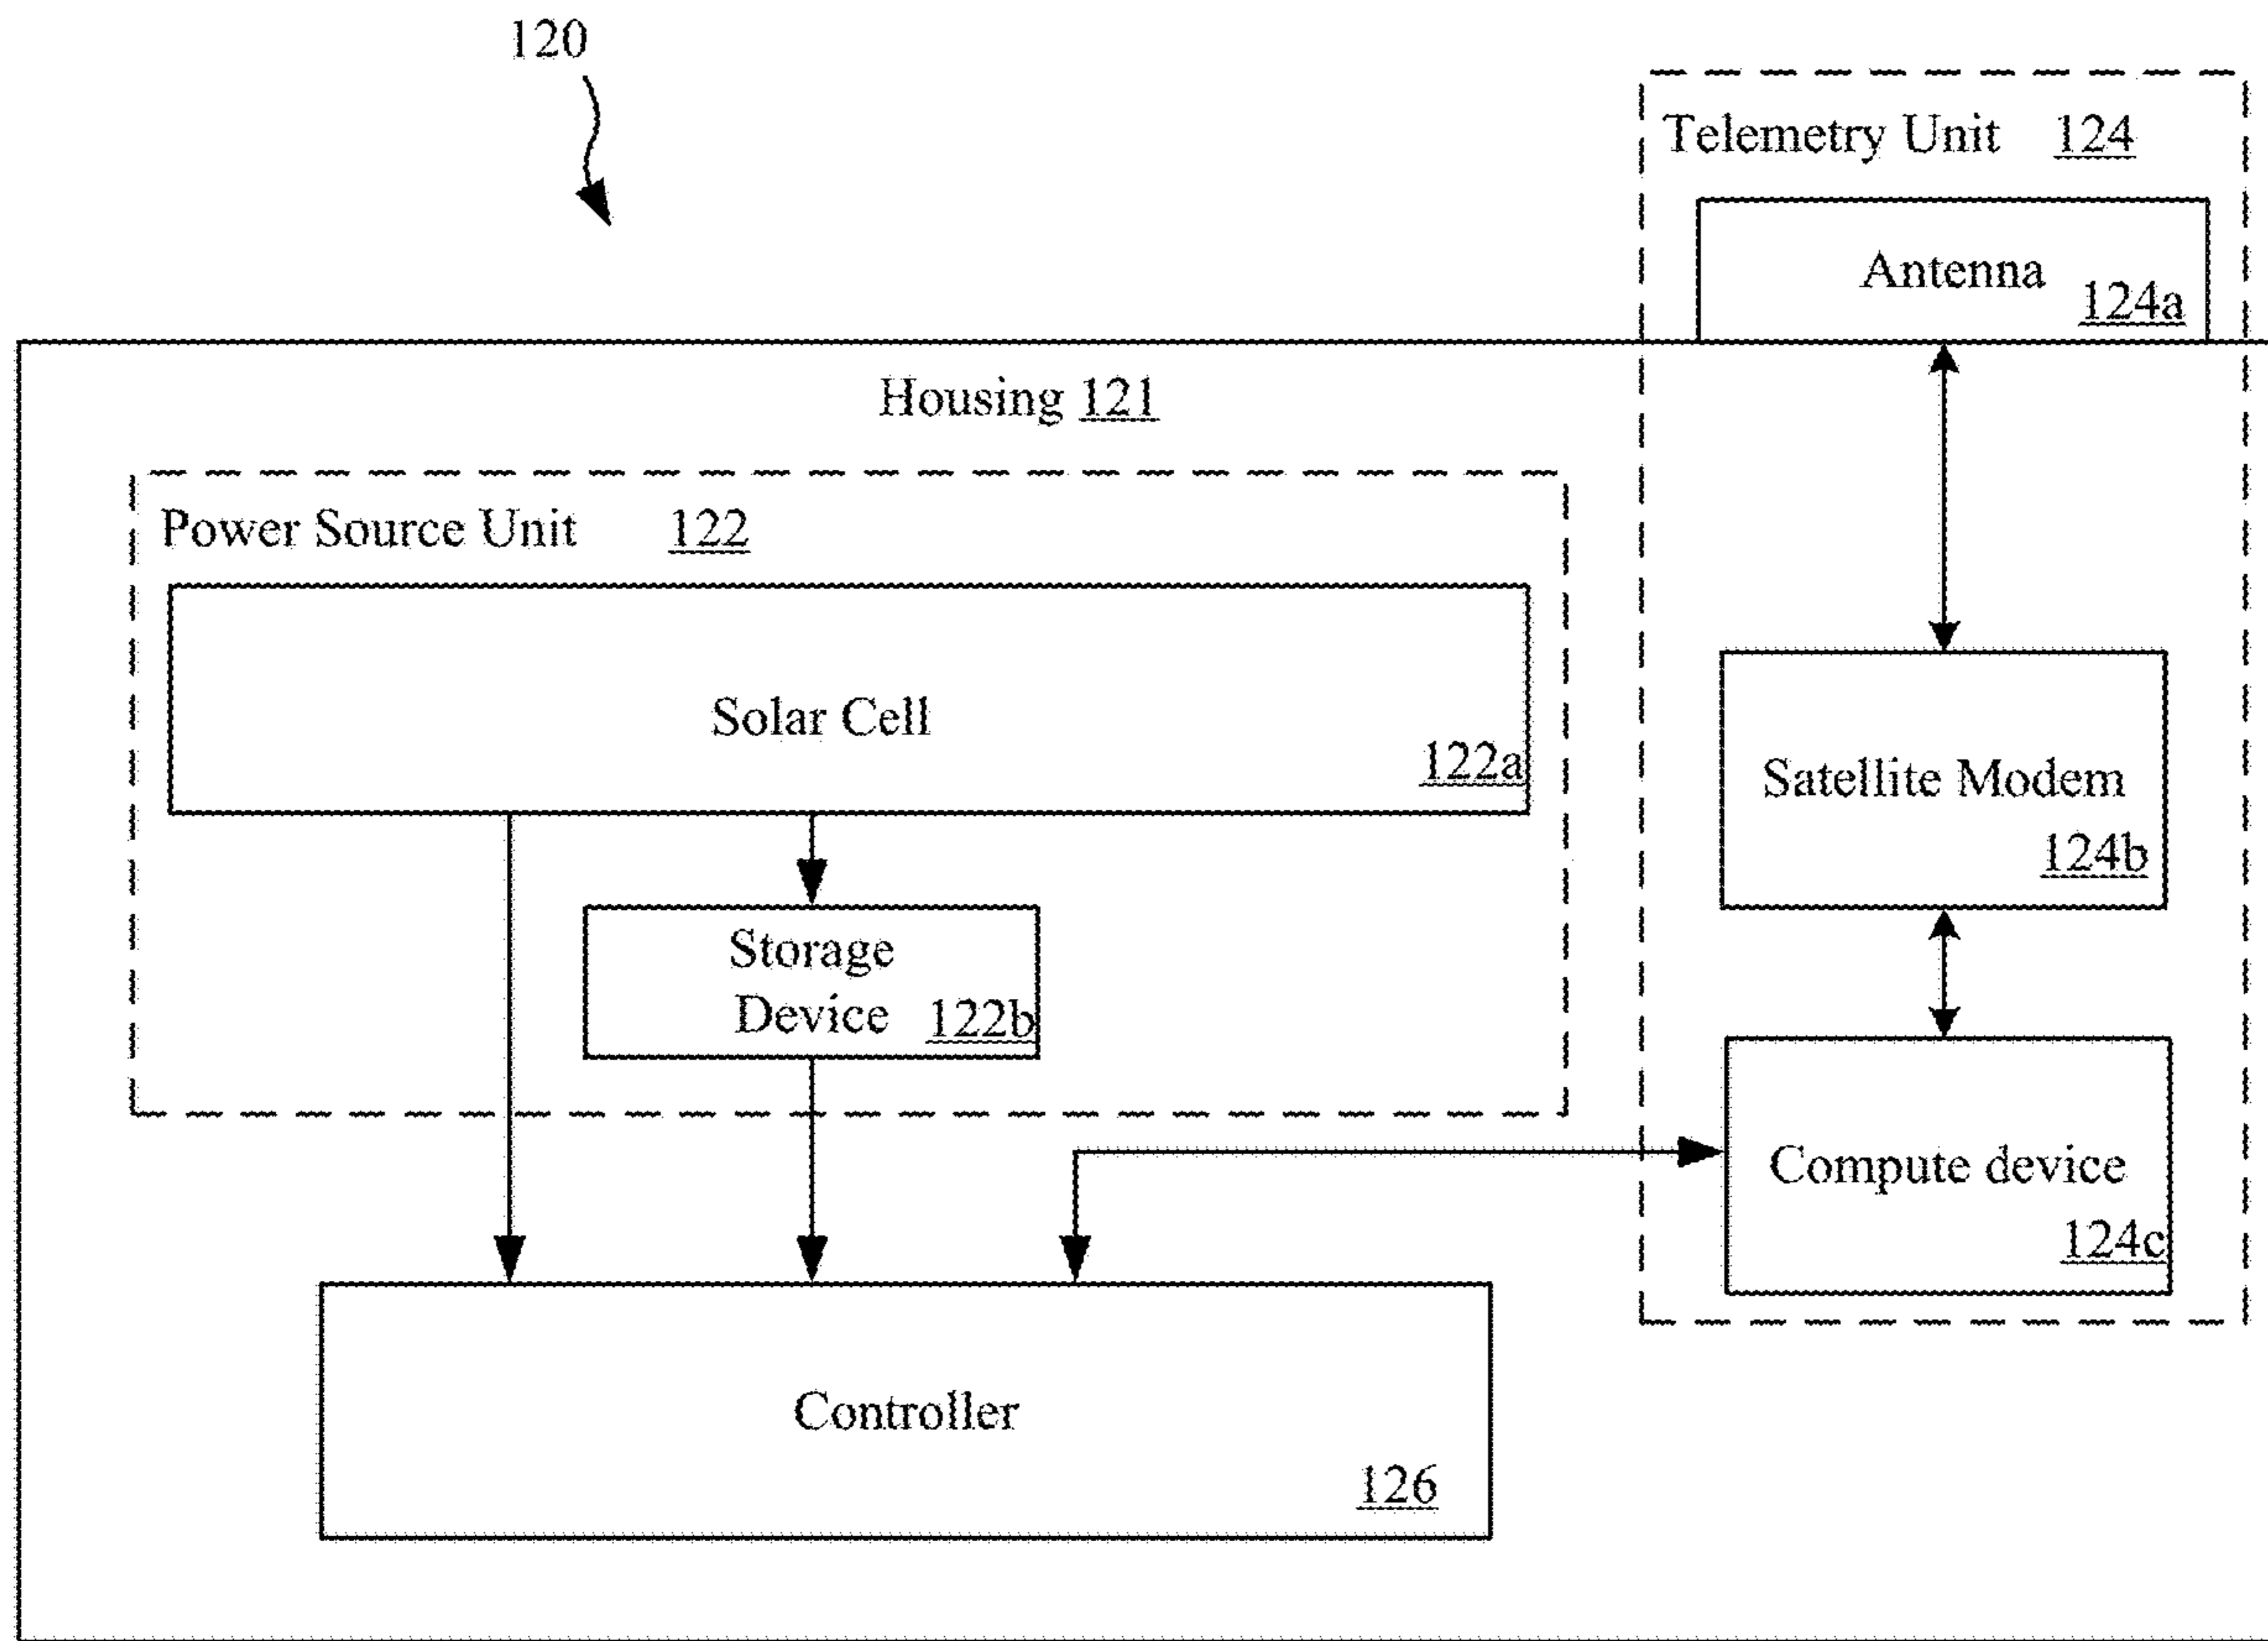 120
Telemetry Unit 124
Antenna
124a
Housing 121
Power Source Unit 122
Solar Cell
122a
Satellite Modem
124b
Storage
Device 122b
Compute device
124c
Controller
126